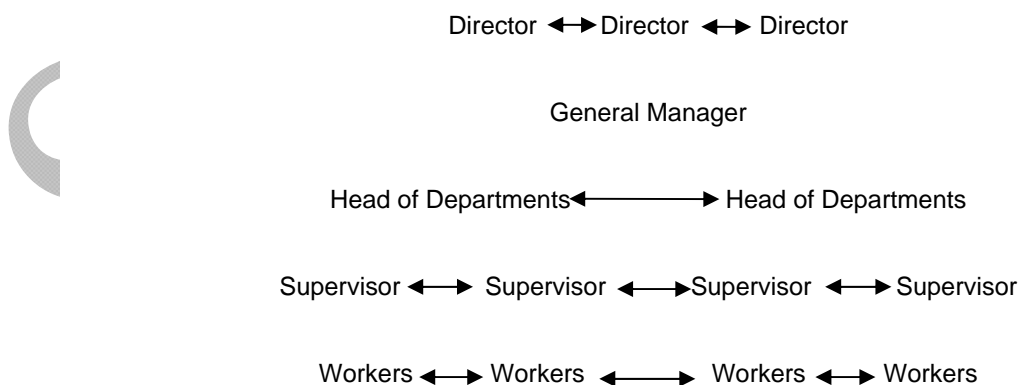 Director Director Director
General Manager
Head of Departments Head of Departments
Supervisor Supervisor Supervisor Supervisor
Workers Workers Workers Workers